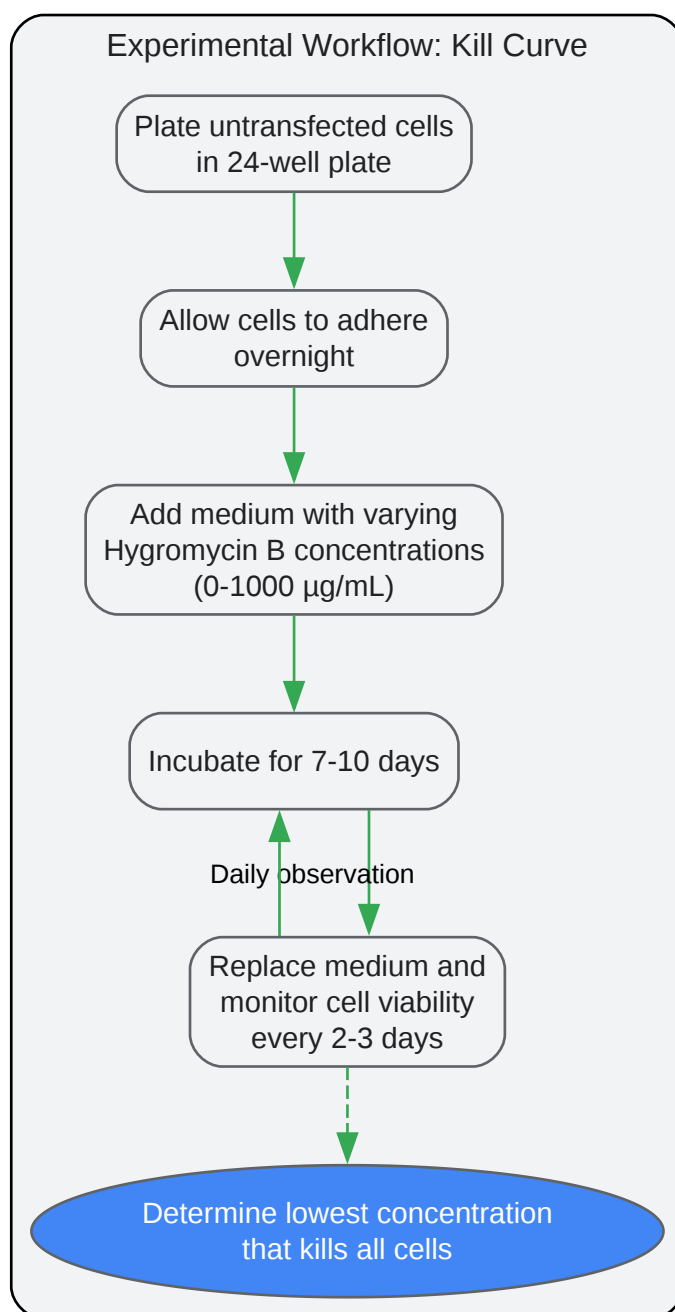 Experimental Workflow: Kill Curve
Plate untransfected cells
in 24-well plate
Allow cells to adhere
overnight
Add medium with varying
Hygromycin B concentrations
(0-1000 µg/mL)
Incubate for 7-10 days
Daily observation
Replace medium and
monitor cell viability
every 2-3 days
Determine lowest concentration
that kills all cells